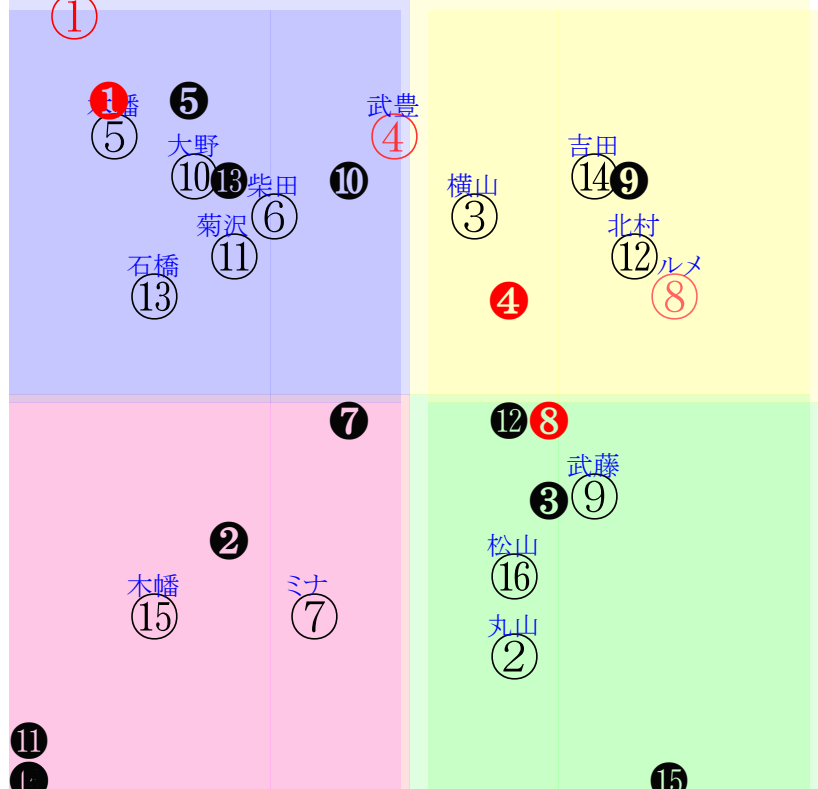 ①
❶ ❺
幡 武豊
⑤ ④
大野 吉田
⑩ ⓭ 柴田 ❿ 横山 ⑭ ❾
⑥ ③
菊沢 北村
⑪ ⑫ ルメ
石橋
⑬ ❹ ⑧
❼ ⓬ ❽
武藤
❸ ⑨
❷ 松山
⑯
木幡 ミナ
⑮ ⑦
丸山
②
⓫
⓯